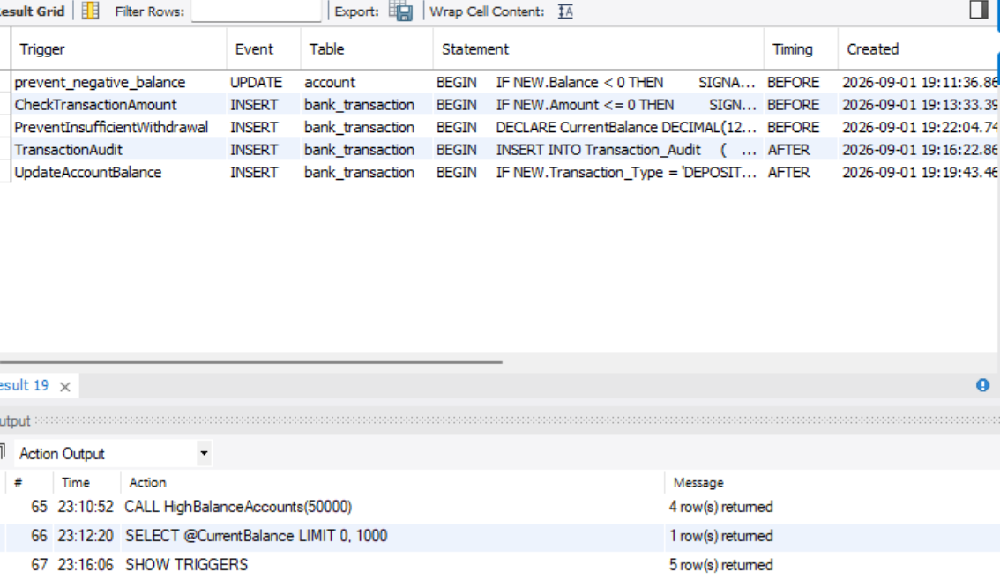 Result Grid Filter Rows: Export: Wrap Cell Content:
Trigger Event Table Statement Timing Created
prevent_negative_balance UPDATE account BEGIN IF NEW.Balance < 0 THEN SIGNA... BEFORE 2026-09-01 19:11:36.86
CheckTransactionAmount INSERT bank_transaction BEGIN IF NEW.Amount <= 0 THEN SIGN... BEFORE 2026-09-01 19:13:33.39
PreventInsufficientWithdrawal INSERT bank_transaction BEGIN DECLARE CurrentBalance DECIMAL(12... BEFORE 2026-09-01 19:22:04.74
TransactionAudit INSERT bank_transaction BEGIN INSERT INTO Transaction_Audit ( ... AFTER 2026-09-01 19:16:22.86
UpdateAccountBalance INSERT bank_transaction BEGIN IF NEW.Transaction_Type = 'DEPOSIT... AFTER 2026-09-01 19:19:43.46
esult 19
utput
Action Output
# Time Action Message
65 23:10:52 CALL HighBalanceAccounts(50000) 4 row(s) returned
66 23:12:20 SELECT @CurrentBalance LIMIT 0, 1000 1 row(s) returned
67 23:16:06 SHOW TRIGGERS 5 row(s) returned